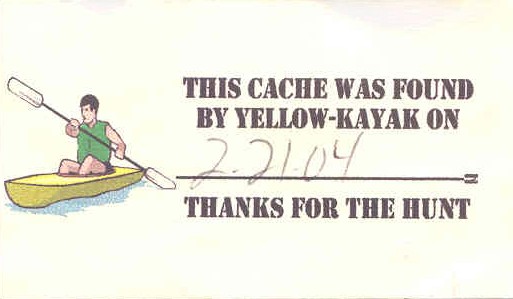 THIS CACHE WAS FOUND
BY YELLOW-KAYAK ON
2-21-04
THANKS FOR THE HUNT